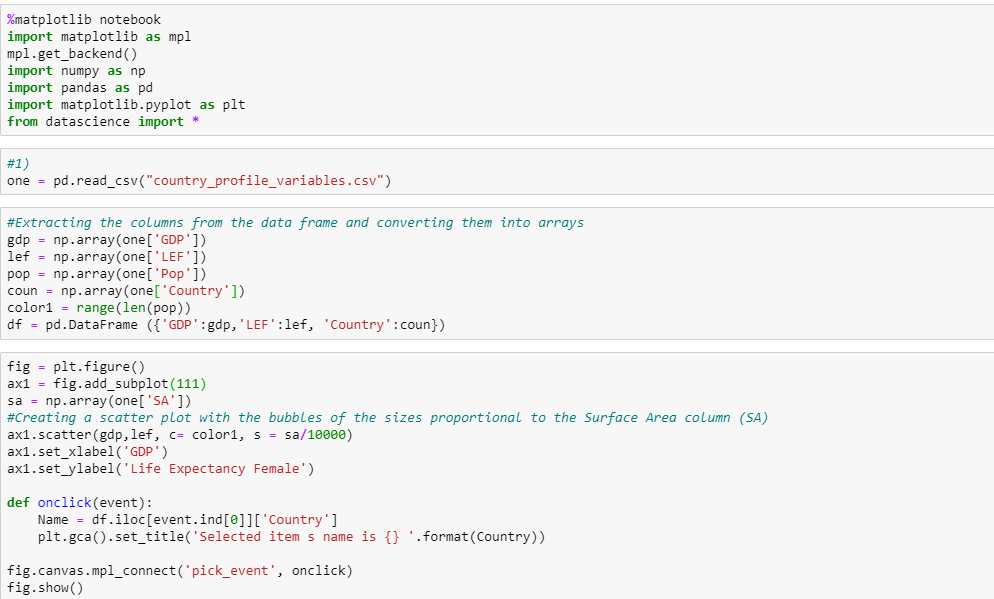 %matplotlib notebook
import matplotlib as mpl
mpl.get_backend()
import numpy as np
import pandas as pd
import matplotlib.pyplot as plt
from datascience import *
#1)
one = pd.read_csv("country_profile_variables.csv")
#Extracting the columns from the data frame and converting them into arrays
gdp = np.array(one['GDP'])
lef = np.array(one['LEF'])
pop = np.array(one['Pop'])
coun = np.array(one['Country'])
color1 = range(len(pop))
df = pd.DataFrame ({'GDP':gdp,'LEF':lef, 'Country':coun})
fig = plt.figure()
ax1 = fig.add_subplot(111)
sa = np.array(one['SA'])
#Creating a scatter plot with the bubbles of the sizes proportional to the Surface Area column (SA)
ax1.scatter(gdp,lef, c= color1, s = sa/10000)
ax1.set_xlabel('GDP')
ax1.set_ylabel('Life Expectancy Female')
def onclick(event):
    Name = df.iloc[event.ind[0]]['Country']
    plt.gca().set_title('Selected item s name is {} '.format(Country))
fig.canvas.mpl_connect('pick_event', onclick)
fig.show()